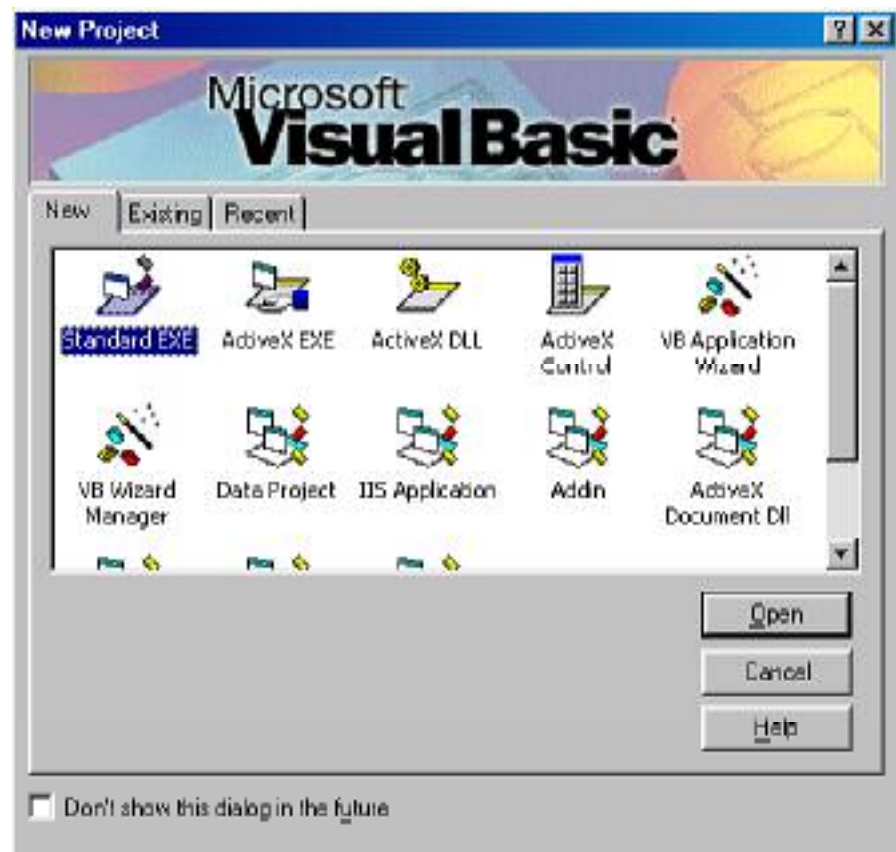 New Project
Microsoft
Visual Basic
New Existing Recent
Standard EXE ActiveX EXE ActiveX DLL ActiveX Control VB Application Wizard
VB Wizard Manager Data Project IIS Application Addin ActiveX Document Dll
Open
Cancel
Help
Don't show this dialog in the future